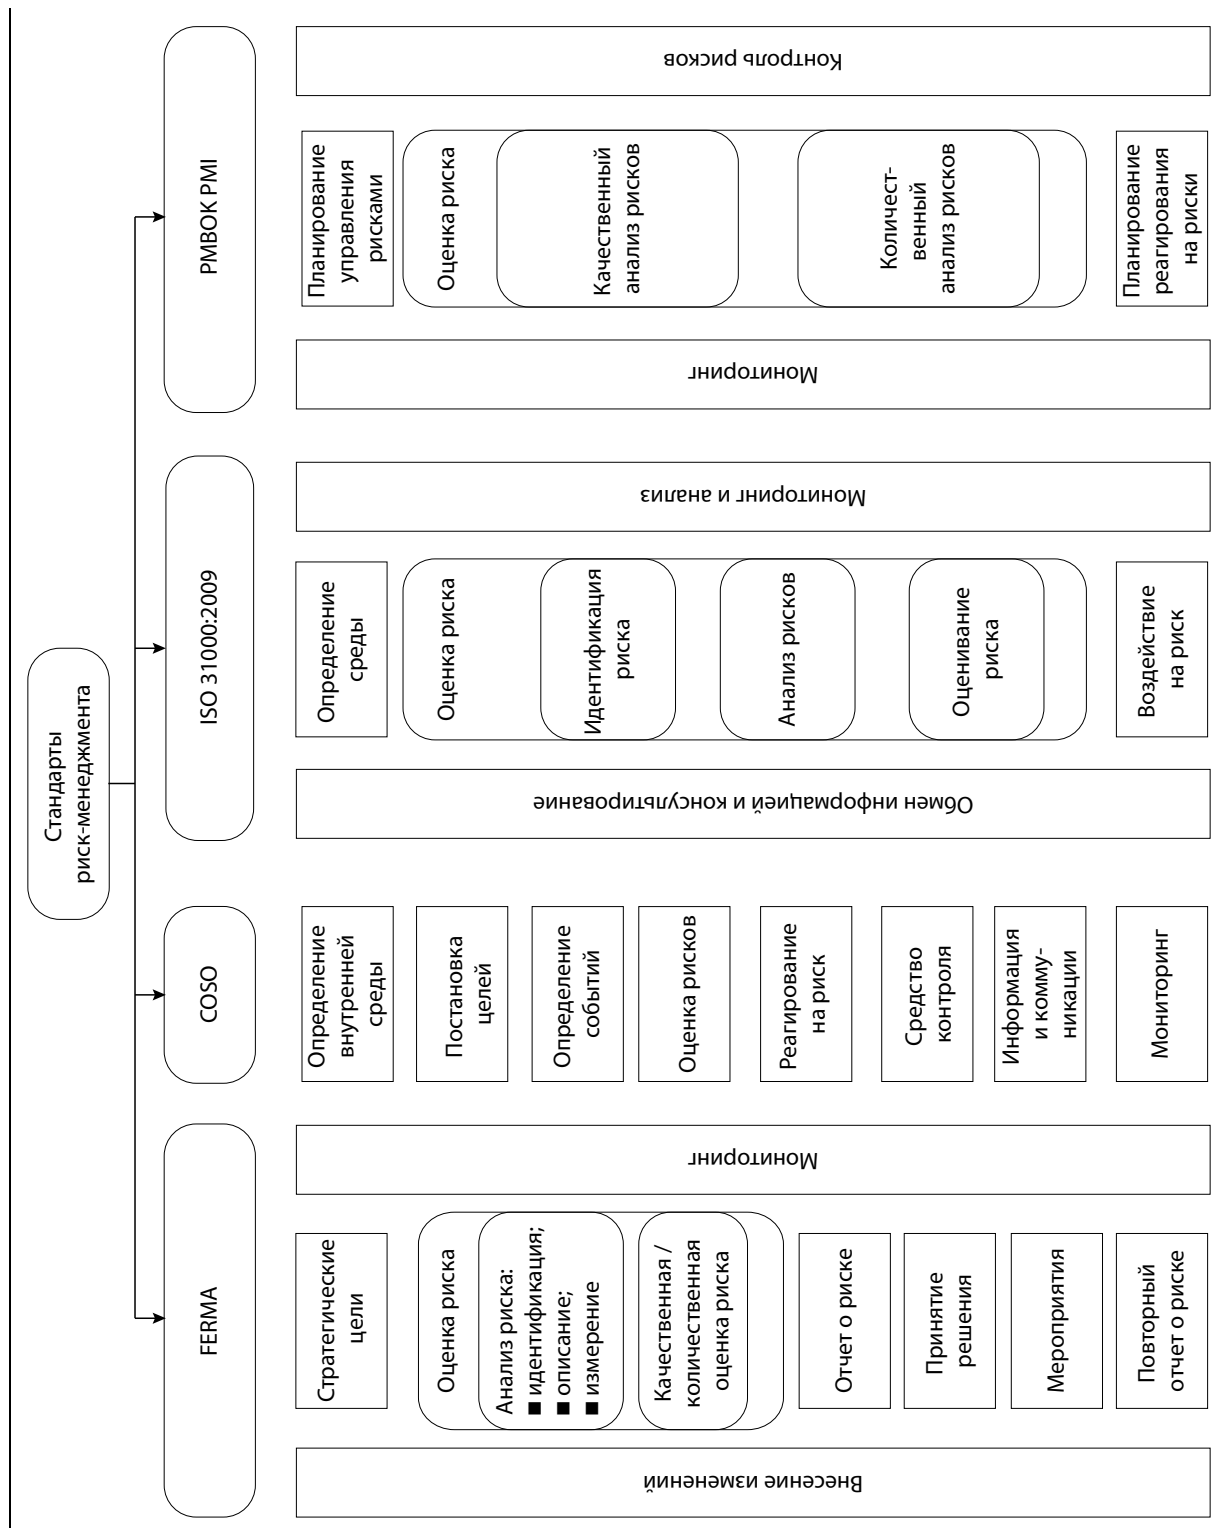 Стандарты
риск-менеджмента
FERMA
COSO
ISO 31000:2009
PMBOK PMI
Внесение изменений
Стратегические
цели
Оценка риска
Анализ риска:
■ идентификация;
■ описание;
■ измерение
Качественная /
количественная
оценка риска
Отчет о риске
Принятие
решения
Мероприятия
Повторный
отчет о риске
Мониторинг
Определение
внутренней
среды
Постановка
целей
Определение
событий
Оценка рисков
Реагирование
на риск
Средство
контроля
Информация
и комму-
никации
Мониторинг
Обмен информацией и консультирование
Определение
среды
Оценка риска
Идентификация
риска
Анализ рисков
Оценивание
риска
Воздействие
на риск
Мониторинг и анализ
Мониторинг
Планирование
управления
рисками
Оценка риска
Качественный
анализ рисков
Количест-
венный
анализ рисков
Планирование
реагирования
на риски
Контроль рисков